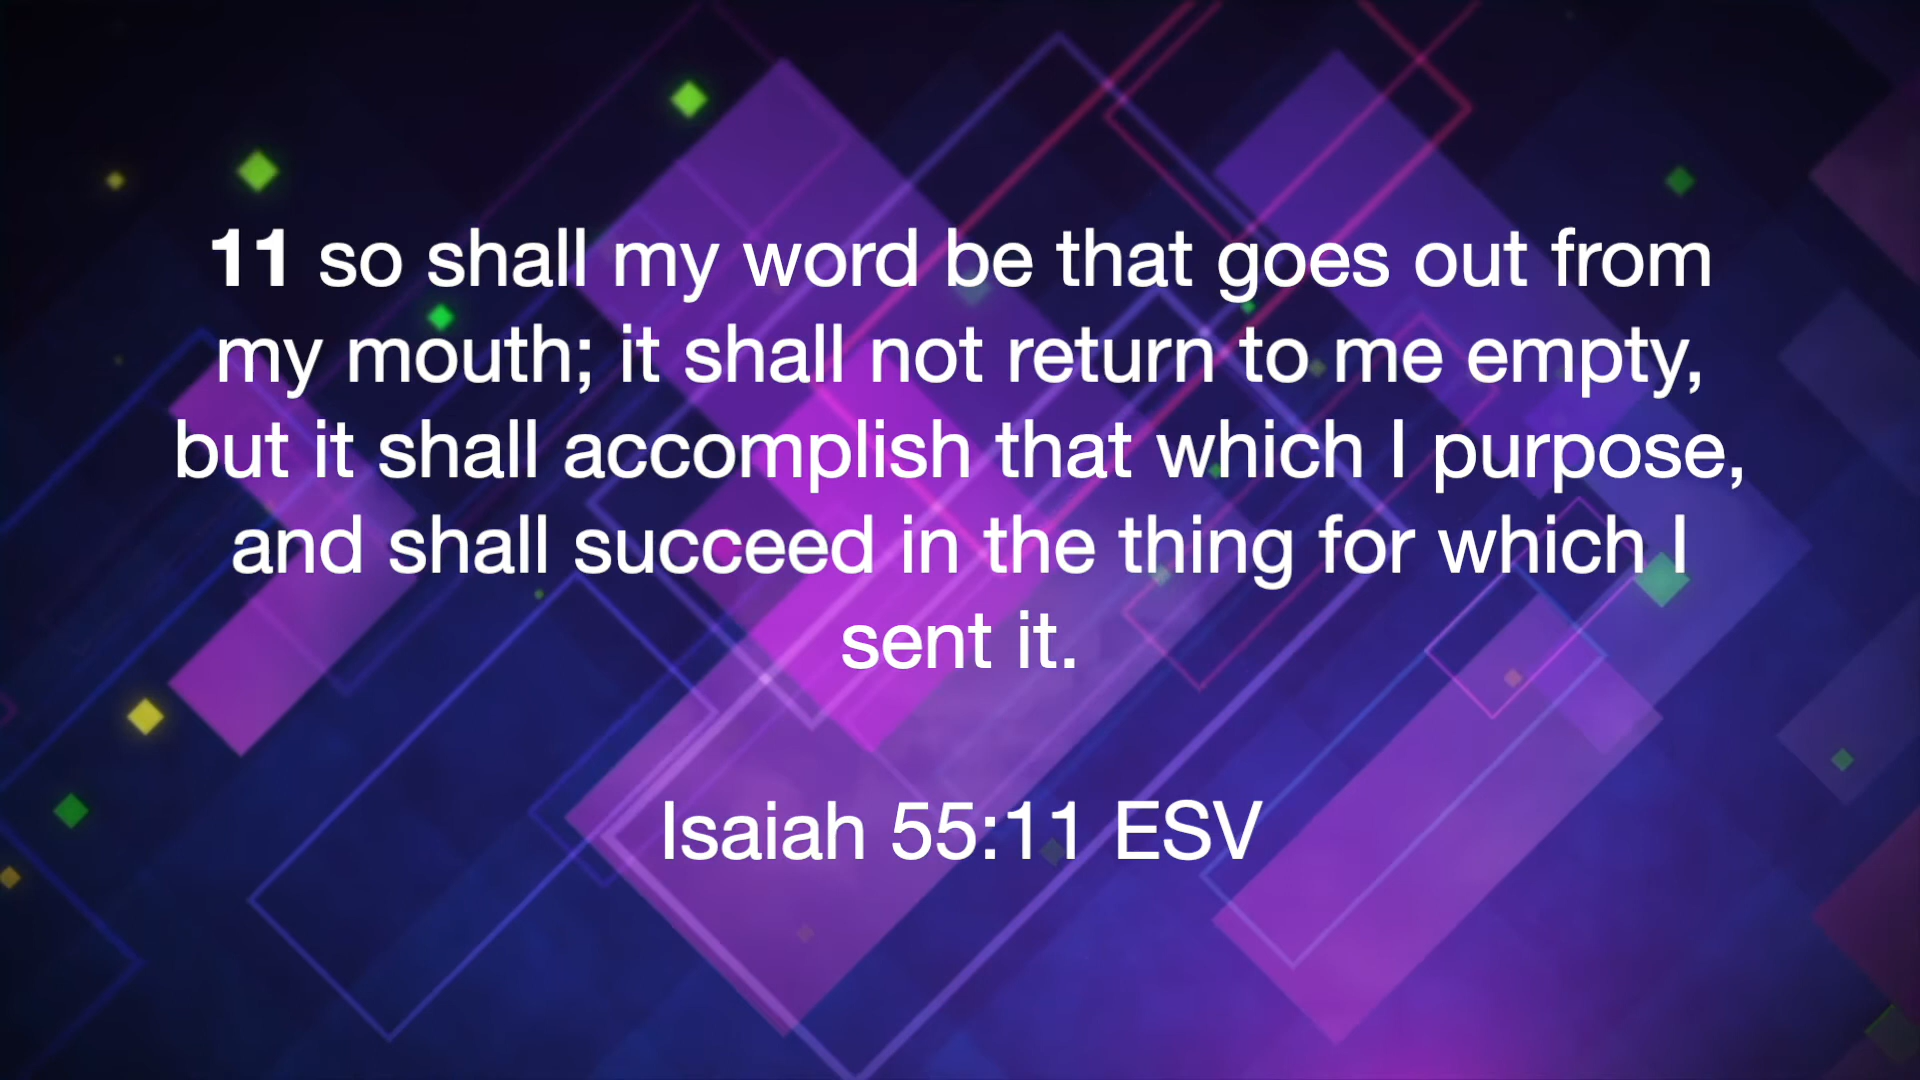 11 so shall my word be that goes out from
my mouth; it shall not return to me empty,
but it shall accomplish that which I purpose,
and shall succeed in the thing for which I
sent it.
Isaiah 55:11 ESV